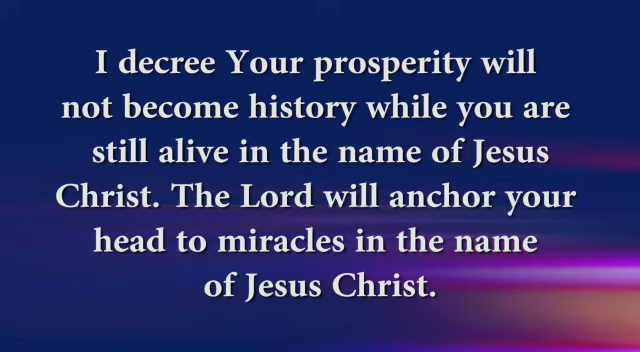 I decree Your prosperity will
not become history while you are
still alive in the name of Jesus
Christ. The Lord will anchor your
head to miracles in the name
of Jesus Christ.